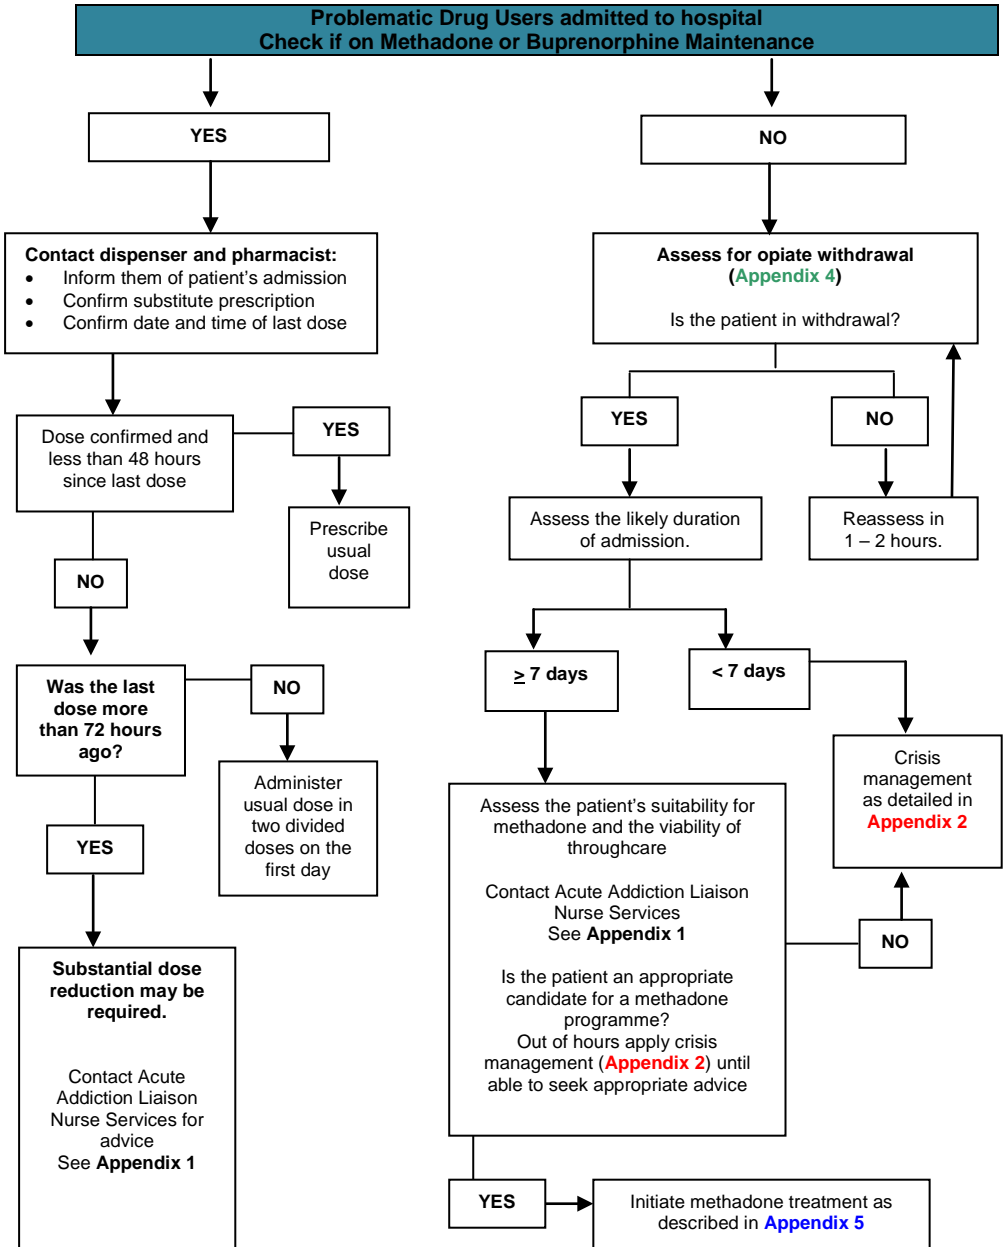 Problematic Drug Users admitted to hospital
Check if on Methadone or Buprenorphine Maintenance
YES
Contact dispenser and pharmacist:
• Inform them of patient's admission
• Confirm substitute prescription
• Confirm date and time of last dose
Dose confirmed and
less than 48 hours
since last dose
YES
Prescribe
usual
dose
NO
Was the last
dose more
than 72 hours
ago?
NO
Administer
usual dose in
two divided
doses on the
first day
YES
Substantial dose
reduction may be
required.
Contact Acute
Addiction Liaison
Nurse Services for
advice
See Appendix 1
NO
Assess for opiate withdrawal
(Appendix 4)
Is the patient in withdrawal?
YES
NO
Assess the likely duration
of admission.
Reassess in
1 – 2 hours.
≥ 7 days
< 7 days
Crisis
management
as detailed in
Appendix 2
Assess the patient's suitability for
methadone and the viability of
throughcare
Contact Acute Addiction Liaison
Nurse Services
See Appendix 1
Is the patient an appropriate
candidate for a methadone
programme?
Out of hours apply crisis
management (Appendix 2) until
able to seek appropriate advice
NO
YES
Initiate methadone treatment as
described in Appendix 5